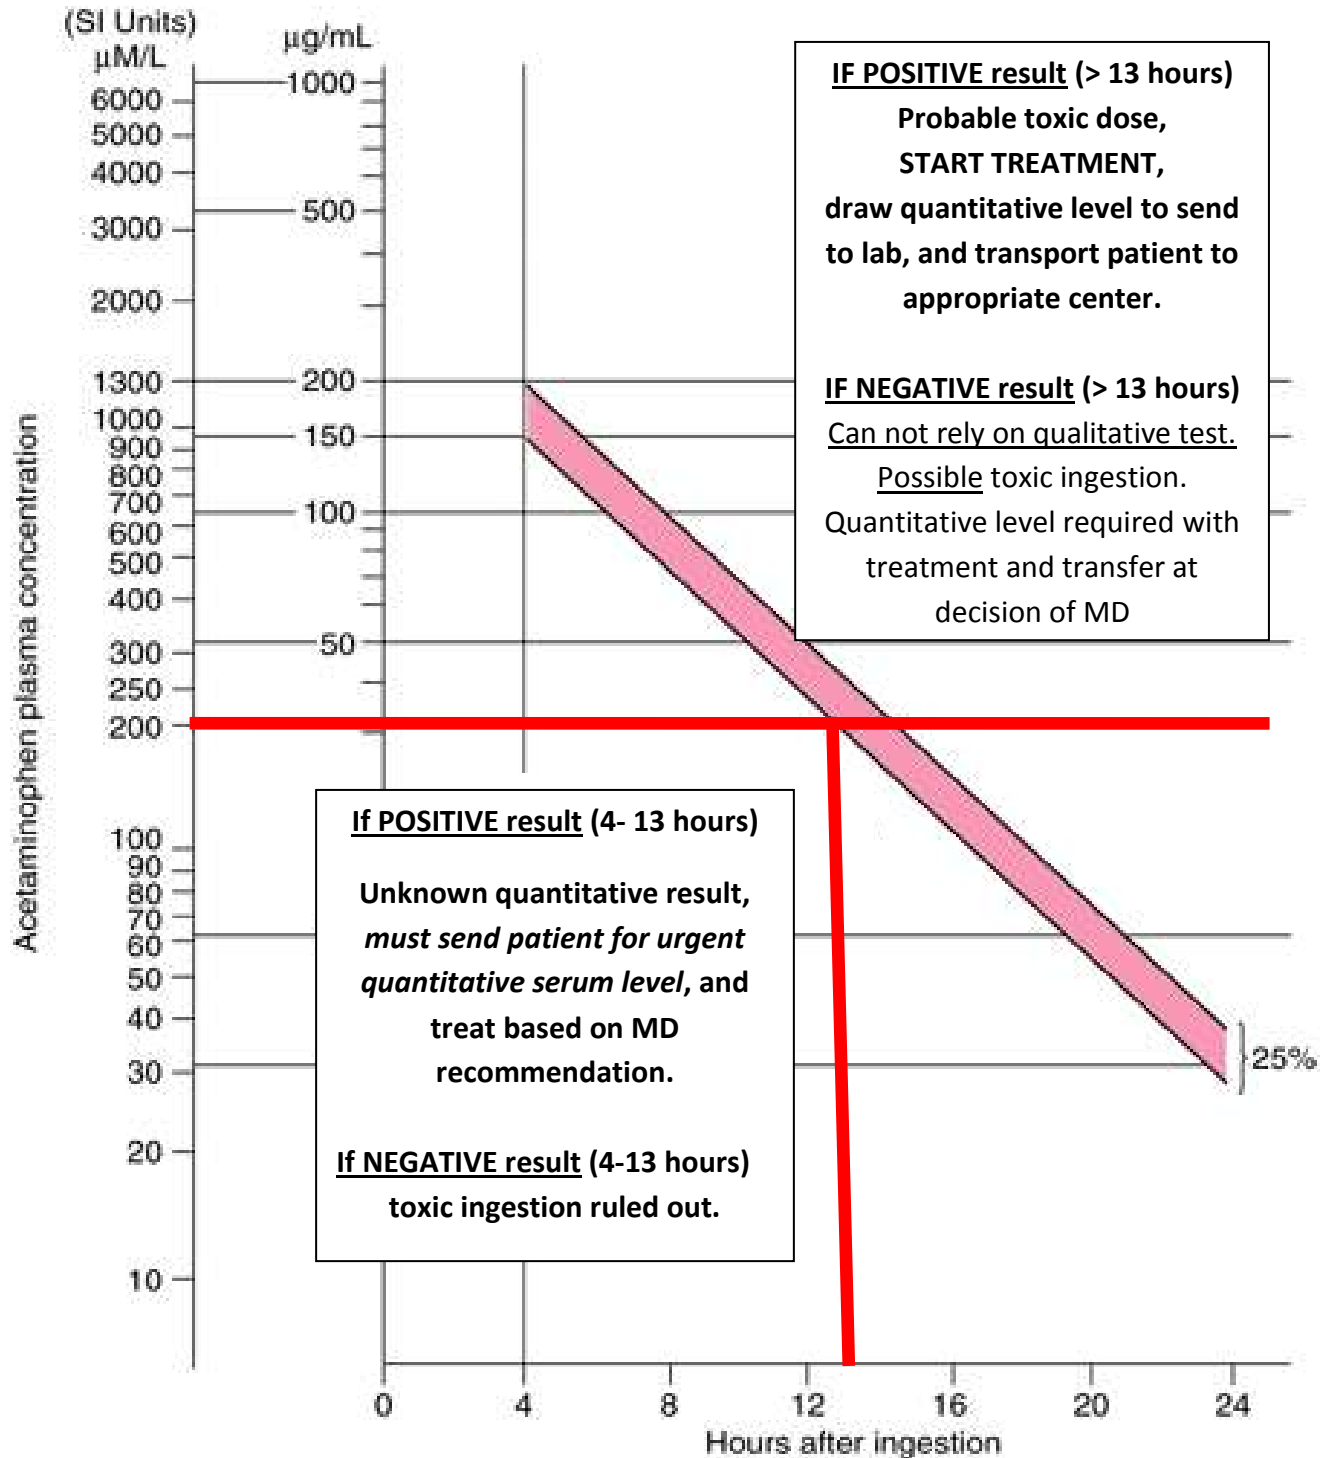 (SI Units)
µM/L
µg/mL
6000
5000
4000
3000
2000
1300
1000
900
800
700
600
500
400
300
250
200
100
90
80
70
60
50
40
30
20
10
1000
500
200
150
100
50
Acetaminophen plasma concentration
IF POSITIVE result (> 13 hours)
Probable toxic dose,
START TREATMENT,
draw quantitative level to send
to lab, and transport patient to
appropriate center.
IF NEGATIVE result (> 13 hours)
Can not rely on qualitative test.
Possible toxic ingestion.
Quantitative level required with
treatment and transfer at
decision of MD
If POSITIVE result (4- 13 hours)
Unknown quantitative result,
must send patient for urgent
quantitative serum level, and
treat based on MD
recommendation.
If NEGATIVE result (4-13 hours)
toxic ingestion ruled out.
25%
0 4 8 12 16 20 24
Hours after ingestion